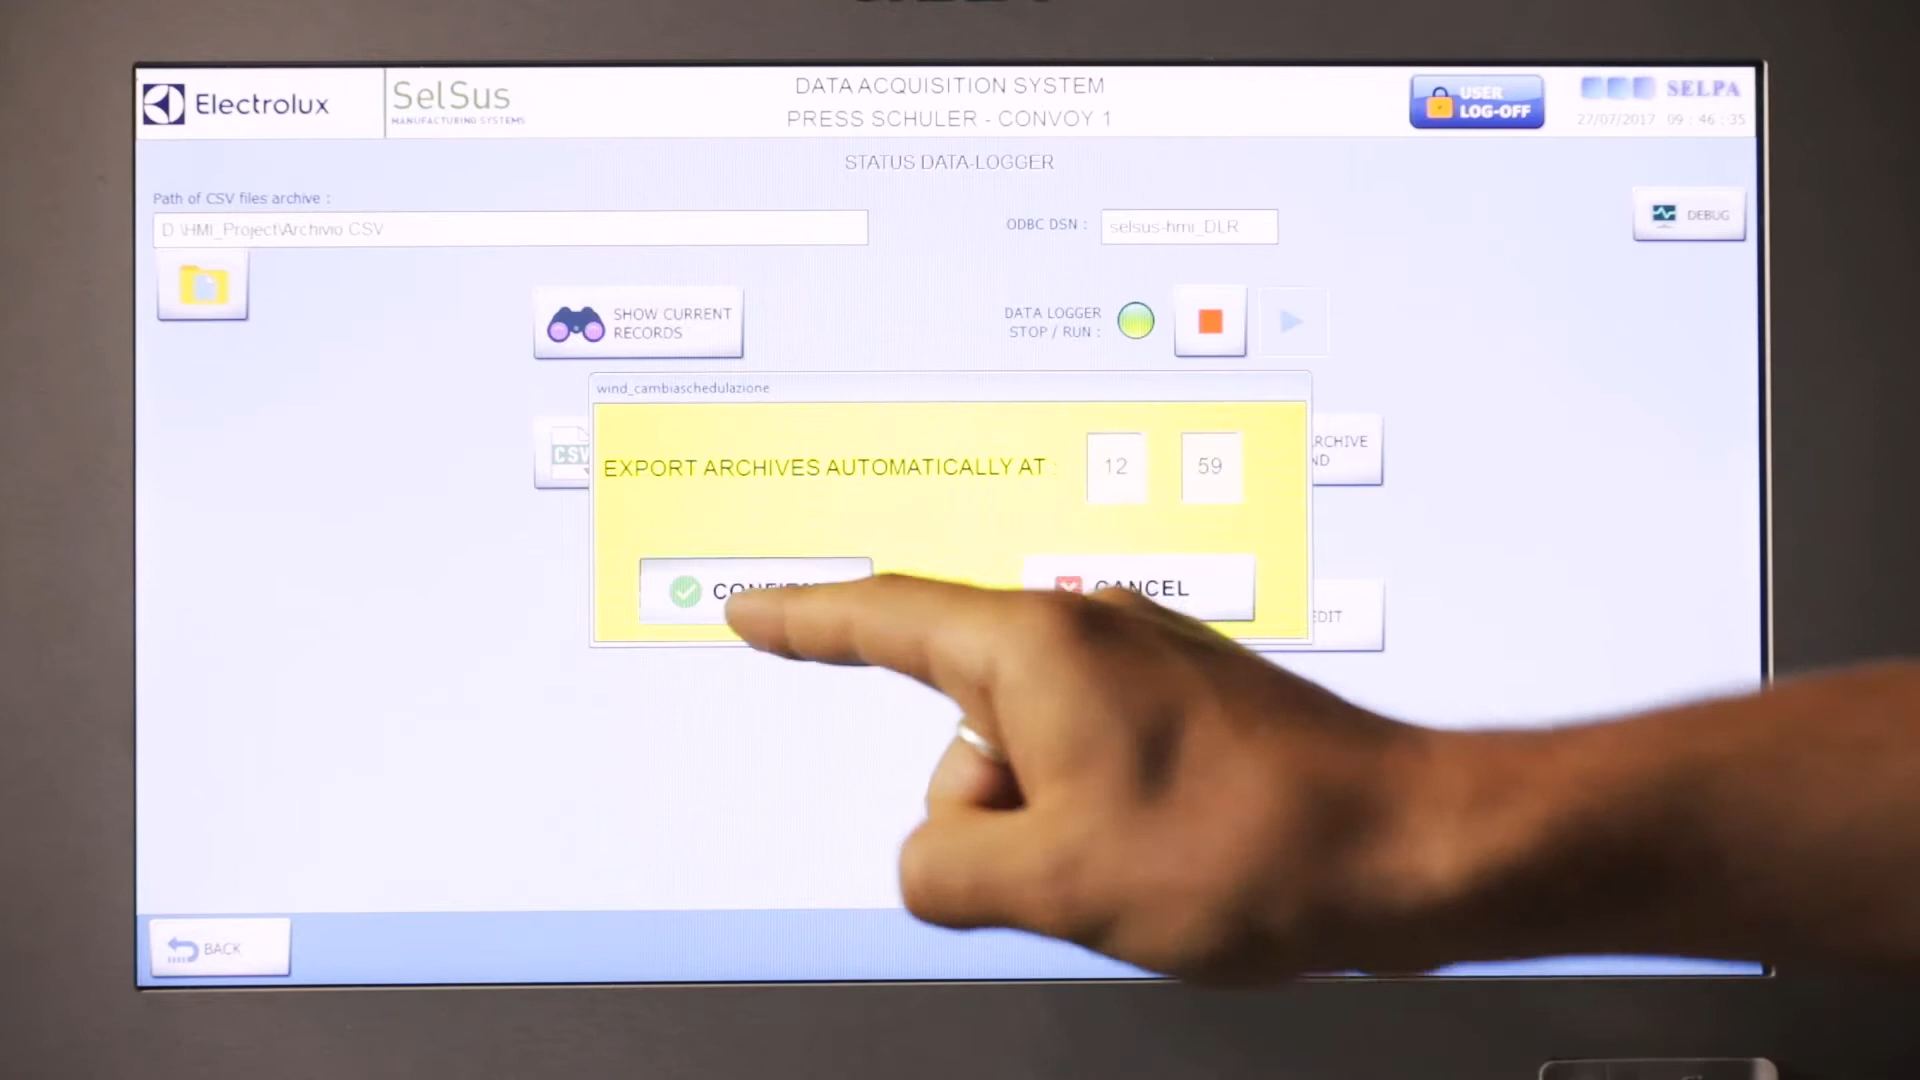 Electrolux
SelSus
MANUFACTURING SYSTEMS
DATA ACQUISITION SYSTEM
PRESS SCHULER - CONVOY 1
USER
LOG-OFF
SELPA
27/07/2017 09 : 46 : 35
STATUS DATA-LOGGER
Path of CSV files archive :
D:\HMI_Project\Archivio CSV
ODBC DSN :
selsus-hmi_DLR
DEBUG
SHOW CURRENT
RECORDS
DATA LOGGER
STOP / RUN :
wind_cambiaschedulazione
CSV
EXPORT ARCHIVES AUTOMATICALLY AT :
12
59
CANCEL
EDIT
BACK